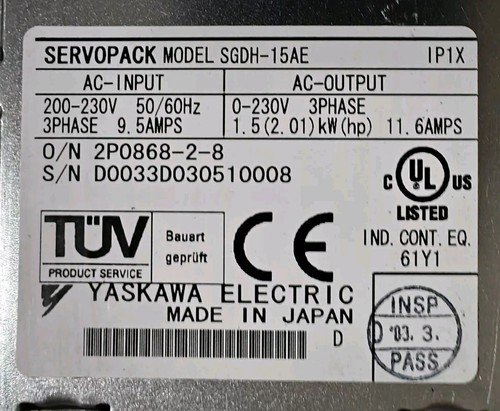 SERVOPACK MODEL SGDH-15AE IP1X
AC-INPUT AC-OUTPUT
200-230V 50/60Hz 0-230V 3PHASE
3PHASE 9.5AMPS 1.5(2.01)kW(hp) 11.6AMPS
O/N 2P0868-2-8
S/N D0033D030510008
C UL US
LISTED
IND. CONT. EQ.
61Y1
TÜV
PRODUCT SERVICE
Bauart
geprüft
CE
YASKAWA ELECTRIC
MADE IN JAPAN
D
INSP
D '03. 3.
PASS